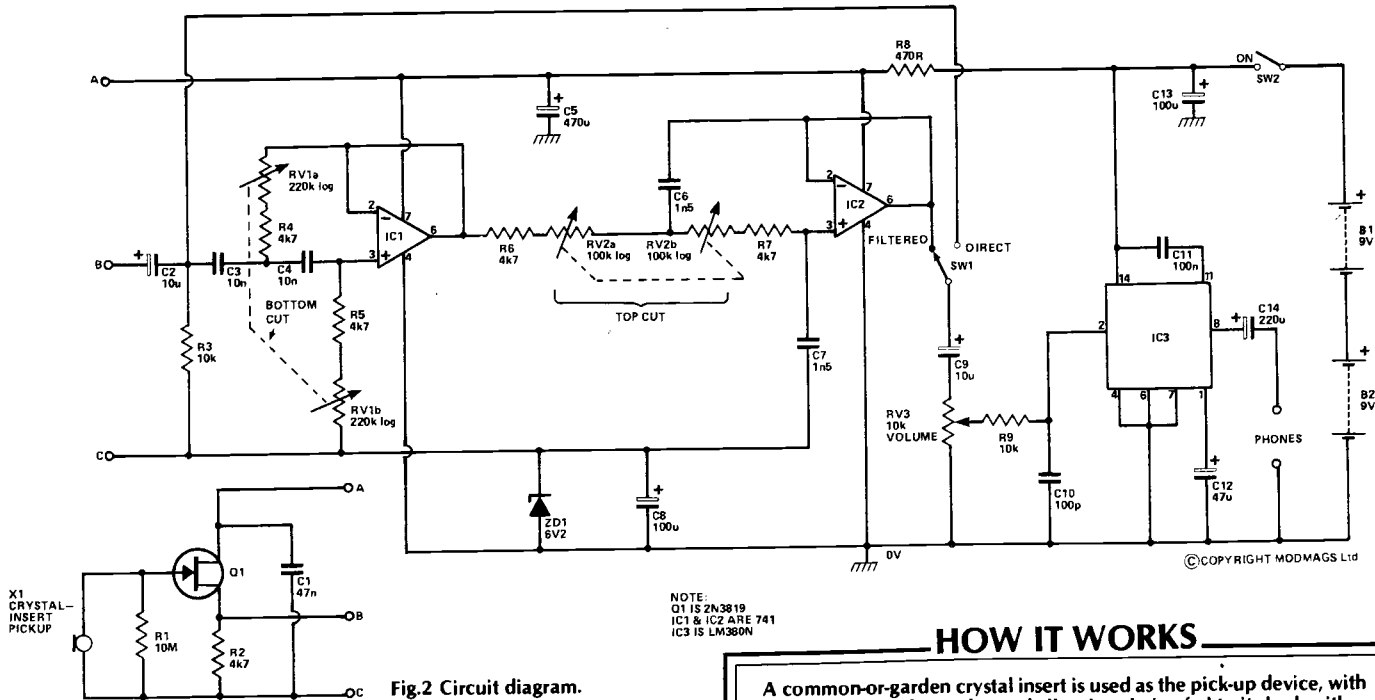 R8
470R
ON
SW2
A
C5
470u
C13
100u
RV1a
220k log
R4
4k7
C6
1n5
B1
9V
2
7
IC1
6
3
4
2
7
IC2
6
3
4
FILTERED
DIRECT
SW1
B
C2
10u
C3
10n
C4
10n
R6
4k7
RV2a
100k log
RV2b
100k log
R7
4k7
BOTTOM
CUT
TOP CUT
R5
4k7
R3
10k
RV1b
220k log
C7
1n5
C9
10u
C11
100n
14
11
2
IC3
8
4
6
7
1
C14
220u
B2
9V
PHONES
RV3
10k
VOLUME
R9
10k
C10
100p
C12
47u
C
ZD1
6V2
C8
100u
0V
©COPYRIGHT MODMAGS Ltd
A
Q1
C1
47n
X1
CRYSTAL-
INSERT
PICKUP
R1
10M
B
R2
4k7
C
NOTE:
Q1 IS 2N3819
IC1 & IC2 ARE 741
IC3 IS LM380N
Fig.2 Circuit diagram.
HOW IT WORKS
A common-or-garden crystal insert is used as the pick-up device, with